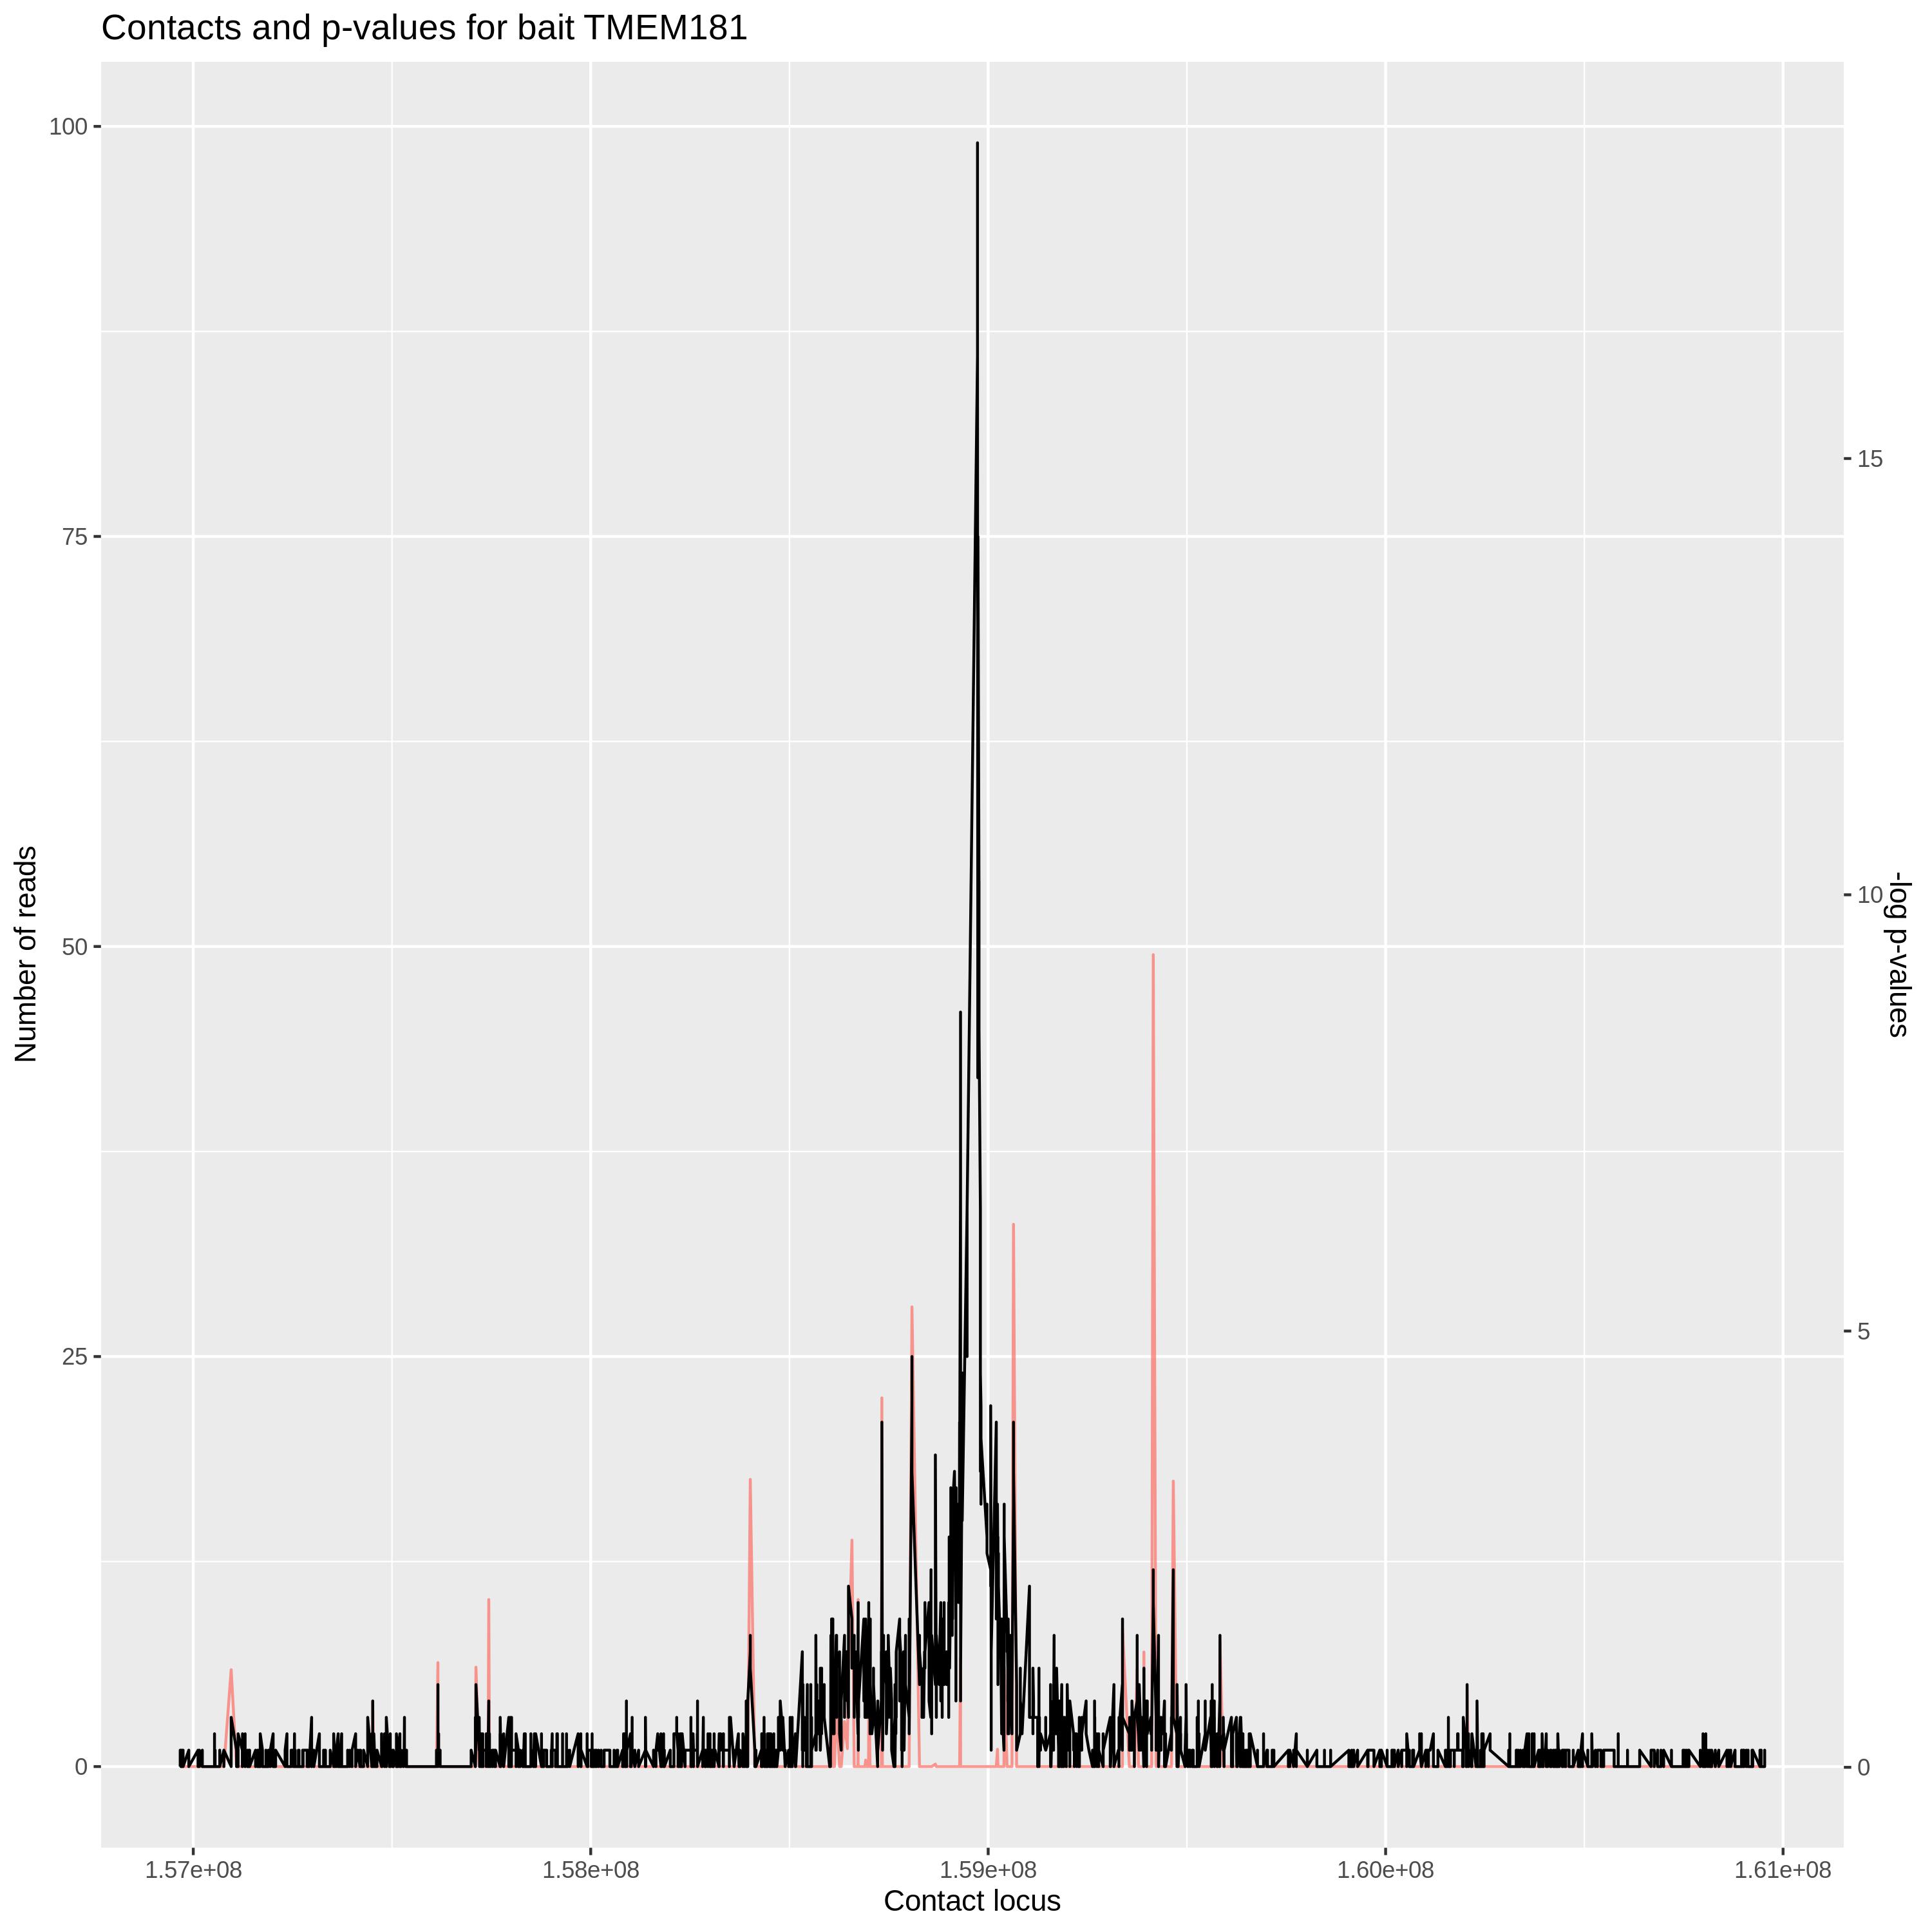 Contacts and p-values for bait TMEM181
100
75
50
25
0
Number of reads
15
10
5
0
-log p-values
1.57e+08
1.58e+08
1.59e+08
1.60e+08
1.61e+08
Contact locus